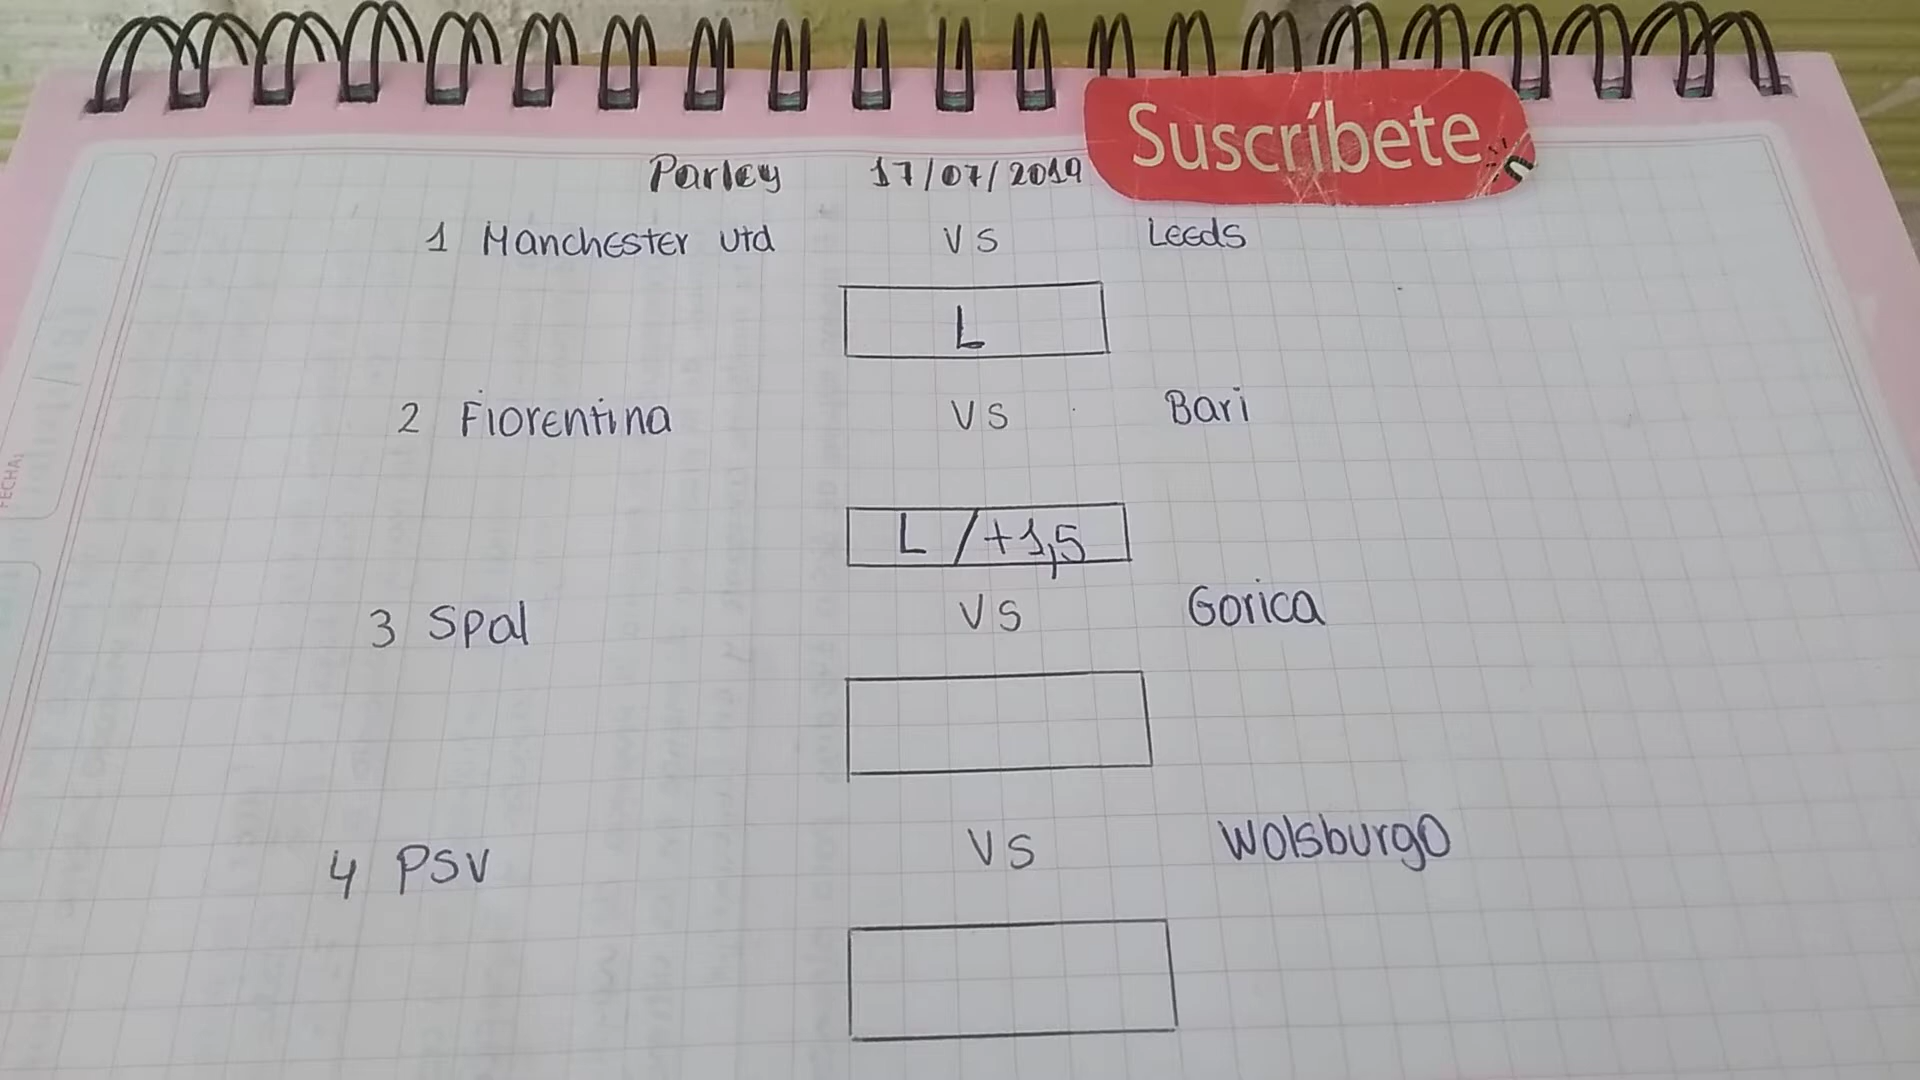 Suscríbete
Parley 17/07/2019
1 Manchester Utd VS Leeds
L
2 Fiorentina VS Bari
L / +1,5
3 Spal VS Gorica
4 PSV VS Wolsburgo
FECHA: